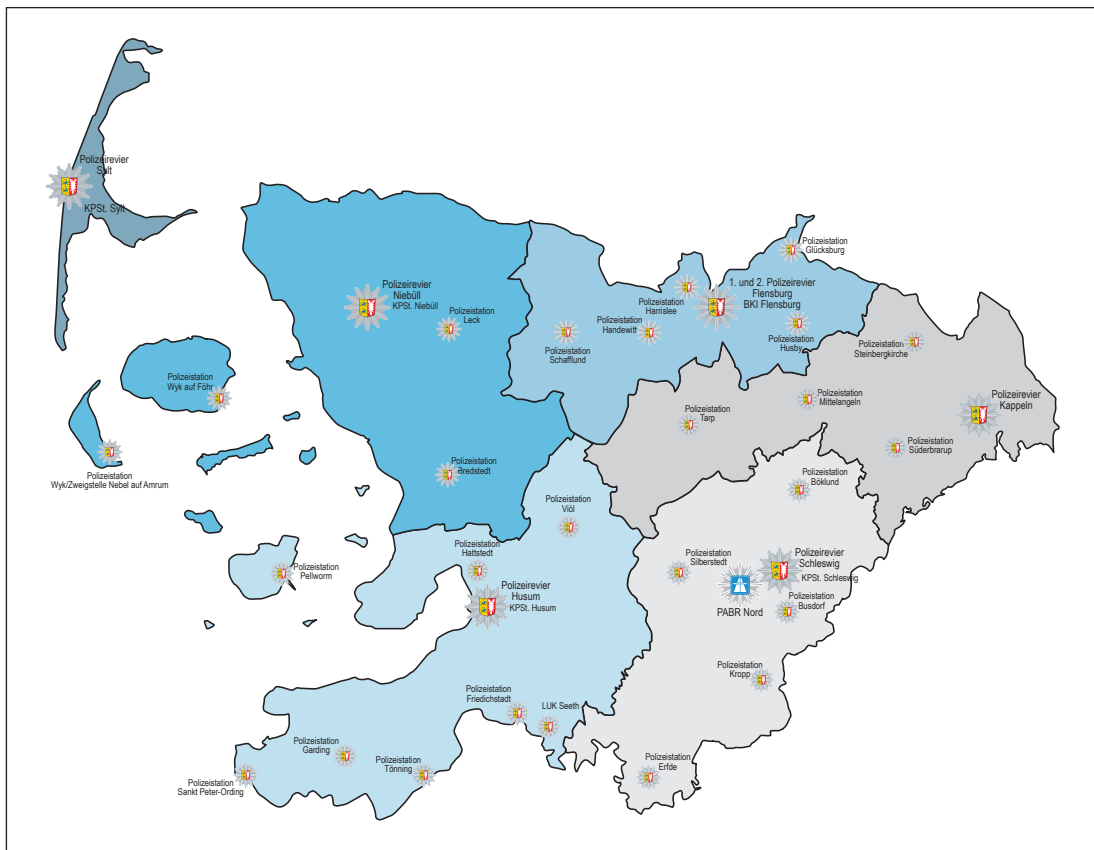 Polizeirevier
Sylt
KPSt. Sylt
Polizeistation
Glücksburg
Polizeirevier
Niebüll
KPSt. Niebüll
Polizeistation
Leck
1. und 2. Polizeirevier
Flensburg
BKI Flensburg
Polizeistation
Harrislee
Polizeistation
Handewitt
Polizeistation
Schafflund
Polizeistation
Husby
Polizeistation
Steinbergkirche
Polizeistation
Wyk auf Föhr
Polizeistation
Mittelangeln
Polizeirevier
Kappeln
Polizeistation
Tarp
Polizeistation
Süderbrarup
Polizeistation
Wyk/Zweigstelle Nebel auf Amrum
Polizeistation
Bredstedt
Polizeistation
Böklund
Polizeistation
Viöl
Polizeistation
Hattstedt
Polizeistation
Silberstedt
Polizeirevier
Schleswig
KPSt. Schleswig
Polizeistation
Pellworm
Polizeirevier
Husum
KPSt. Husum
PABR Nord
Polizeistation
Busdorf
Polizeistation
Kropp
Polizeistation
Friedichstadt
LUK Seeth
Polizeistation
Garding
Polizeistation
Tönning
Polizeistation
Erfde
Polizeistation
Sankt Peter-Ording